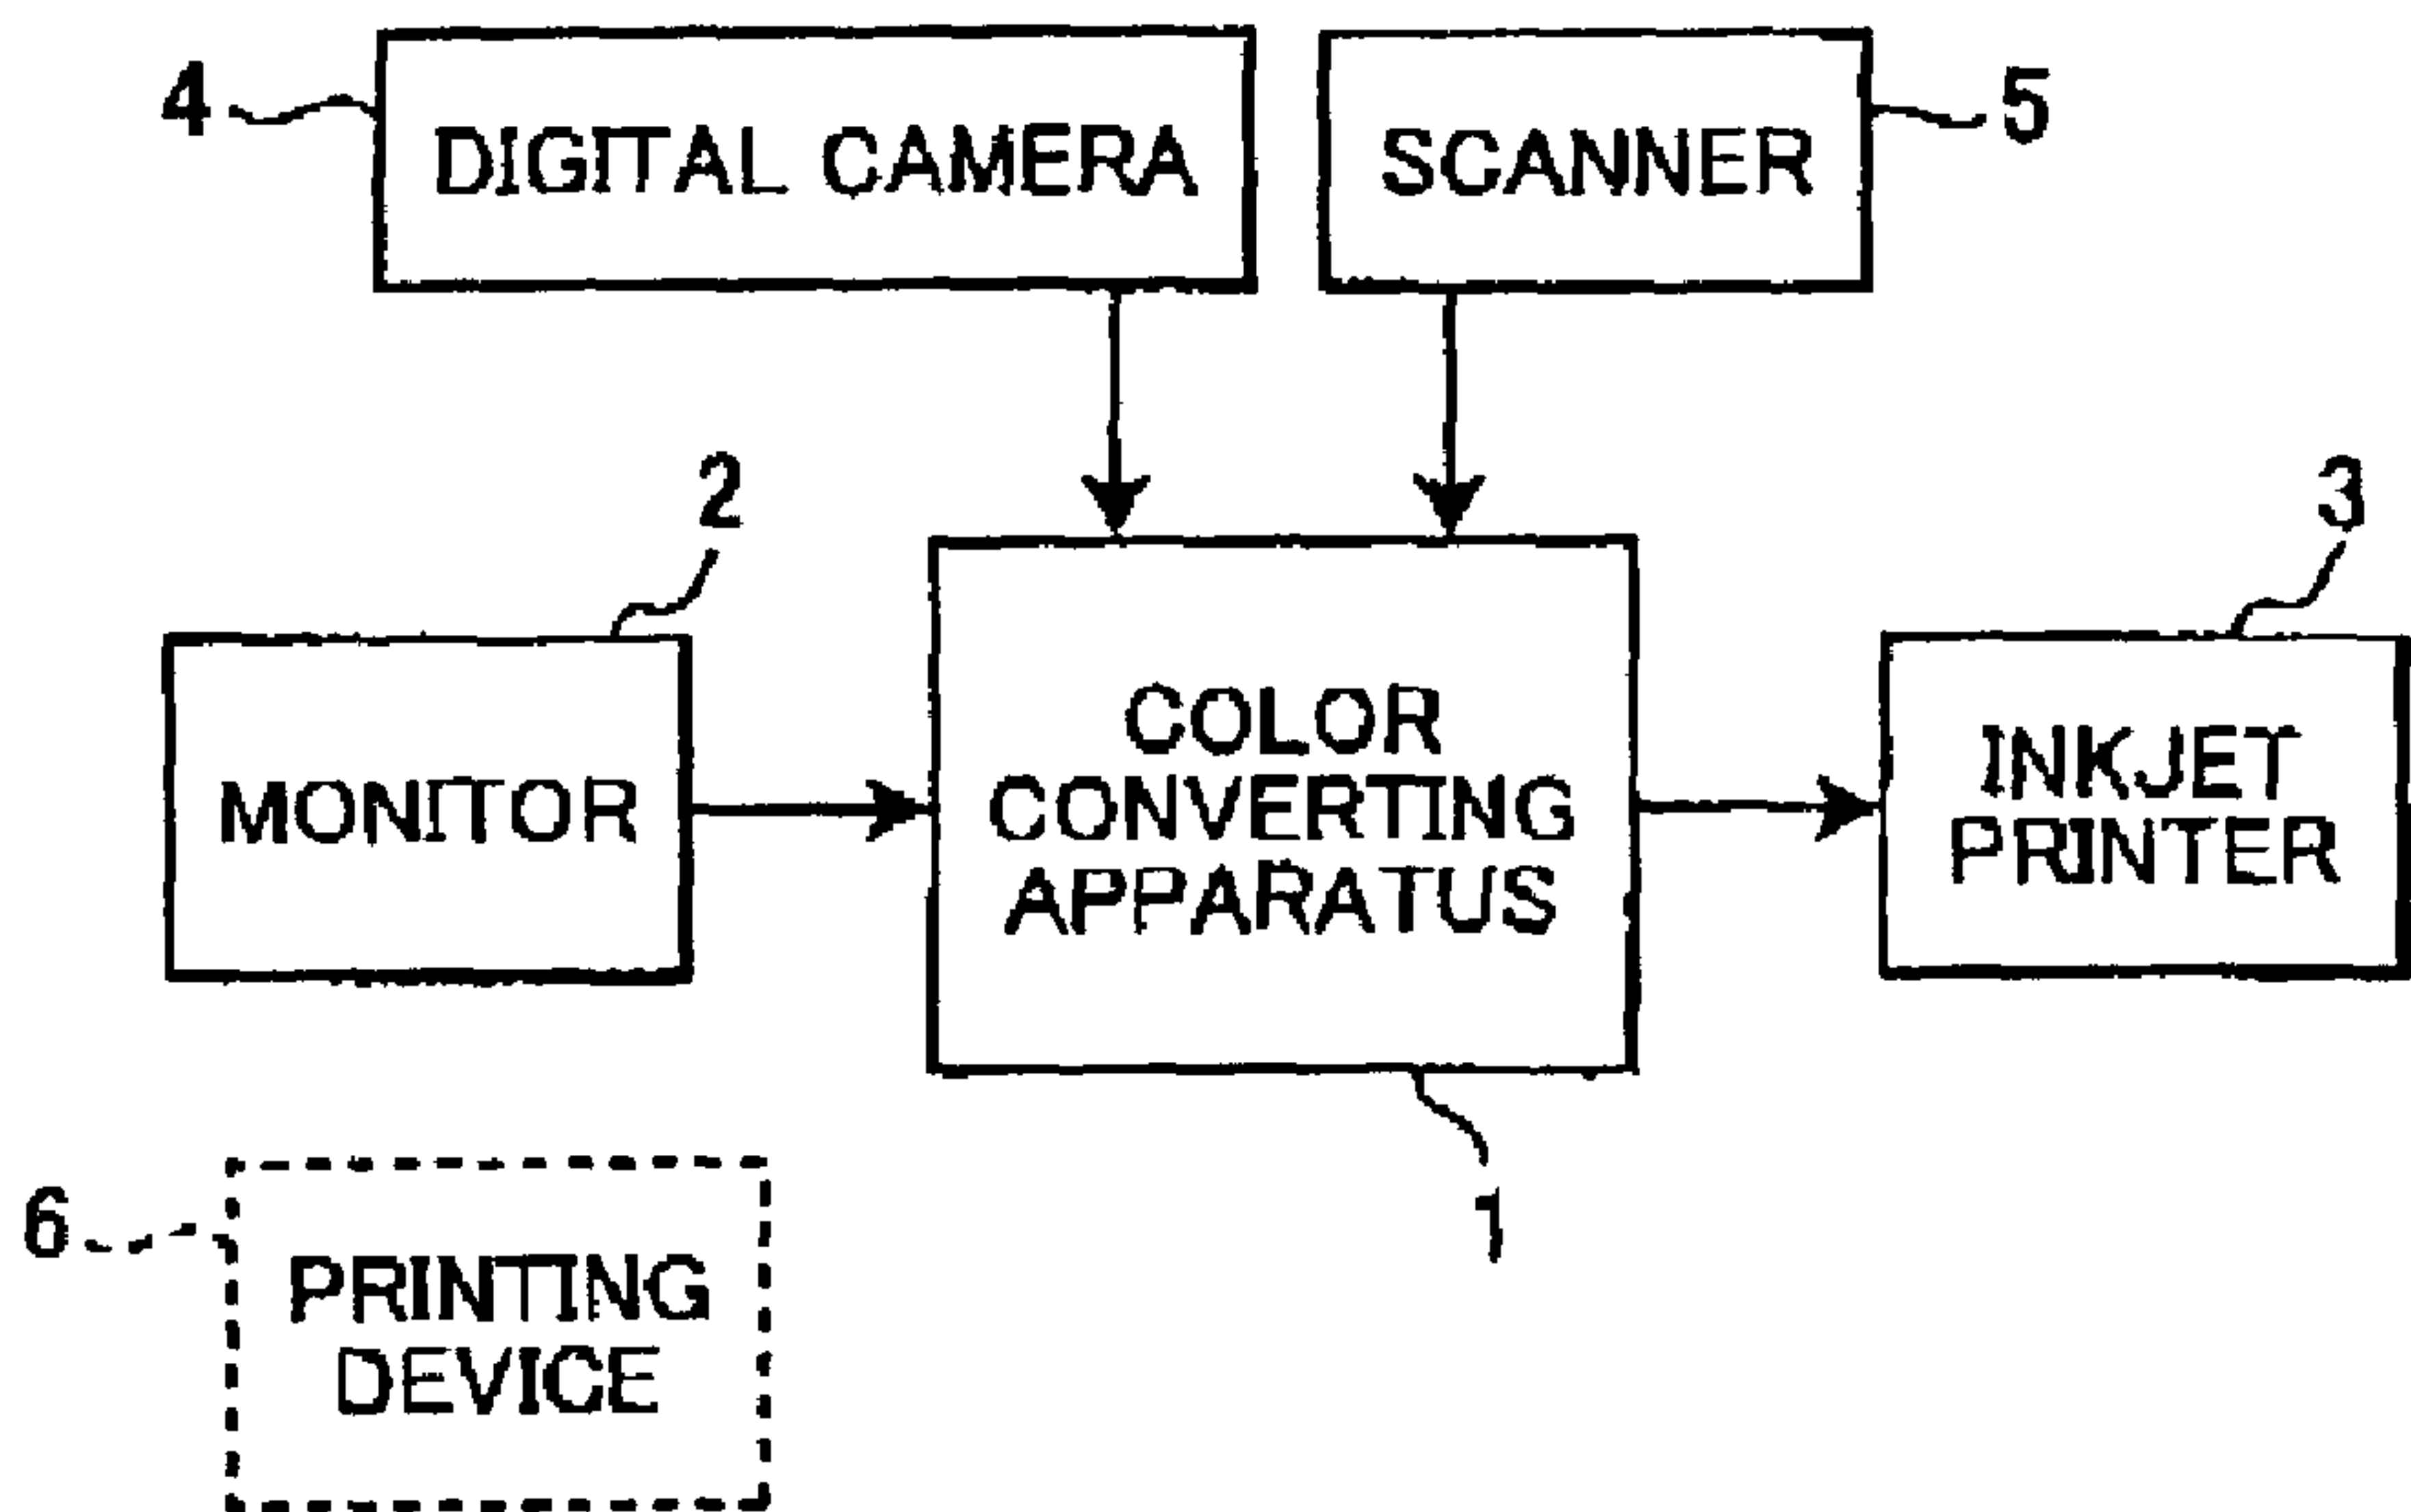 4
DIGITAL CAMERA
SCANNER
5
2
3
MONITOR
COLOR
CONVERTING
APPARATUS
INKJET
PRINTER
1
6
PRINTING
DEVICE